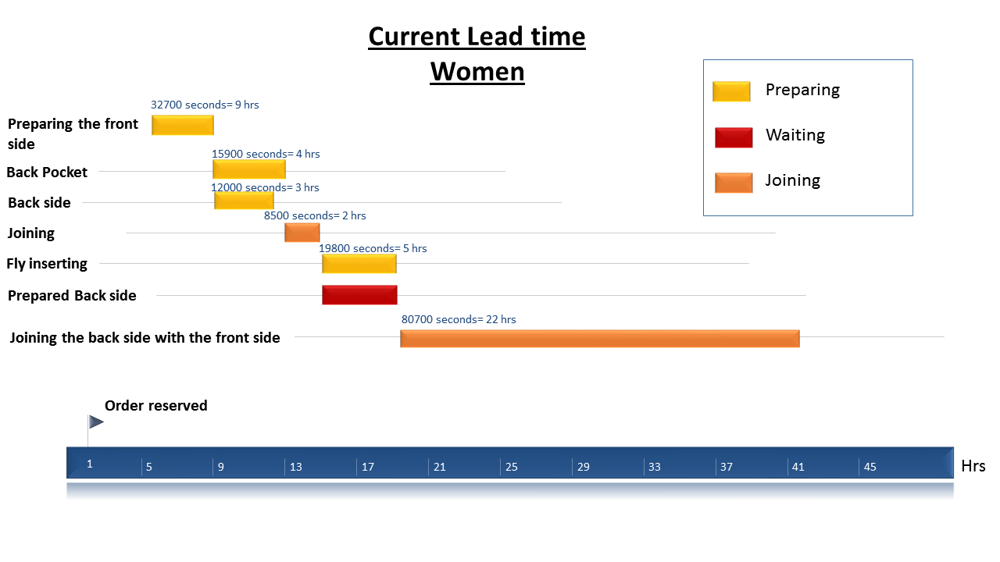 Current Lead time
Women
Preparing
Waiting
Joining
32700 seconds= 9 hrs
Preparing the front
side
15900 seconds= 4 hrs
Back Pocket
12000 seconds= 3 hrs
Back side
8500 seconds= 2 hrs
Joining
19800 seconds= 5 hrs
Fly inserting
Prepared Back side
80700 seconds= 22 hrs
Joining the back side with the front side
Order reserved
1 5 9 13 17 21 25 29 33 37 41 45 Hrs